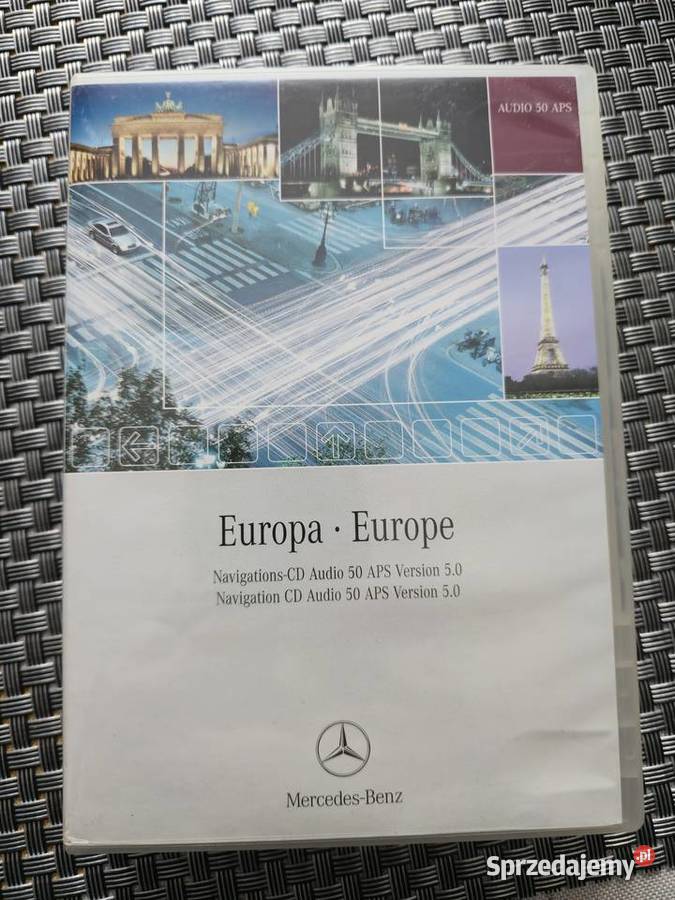 AUDIO 50 APS
Europa · Europe
Navigations-CD Audio 50 APS Version 5.0
Navigation CD Audio 50 APS Version 5.0
Mercedes-Benz
Sprzedajemy.pl